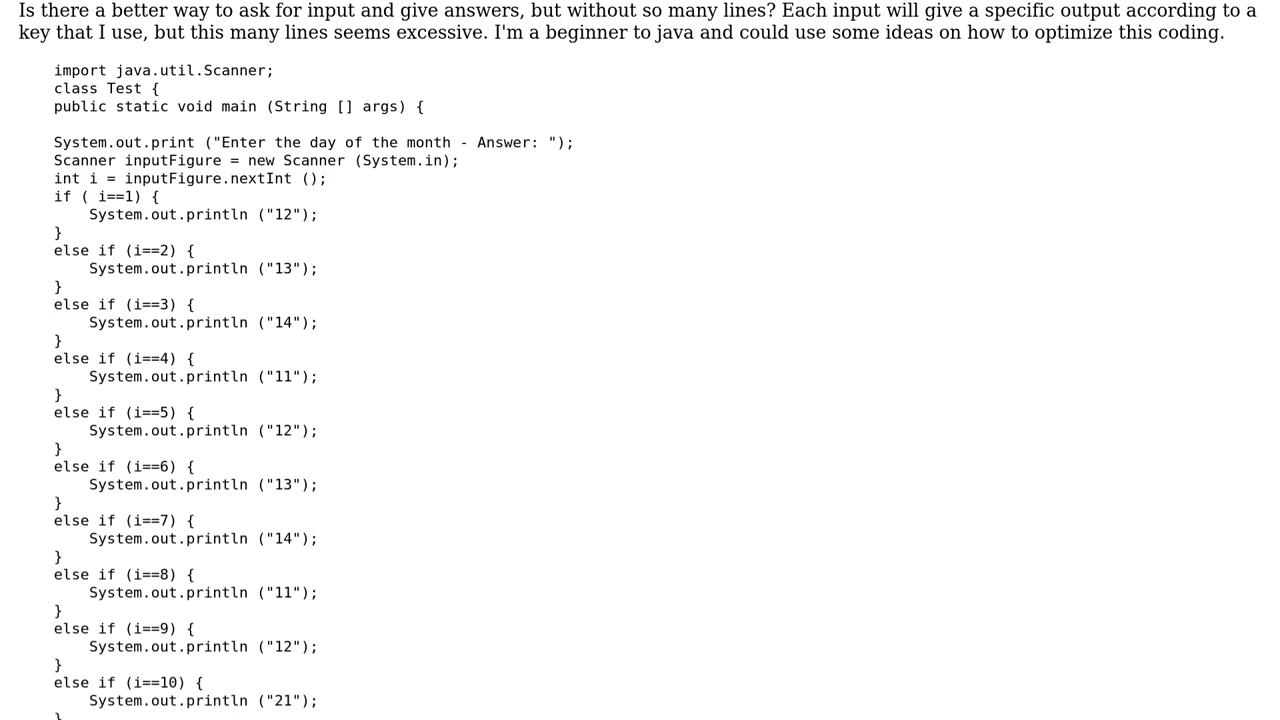 Is there a better way to ask for input and give answers, but without so many lines? Each input will give a specific output according to a
key that I use, but this many lines seems excessive. I'm a beginner to java and could use some ideas on how to optimize this coding.
import java.util.Scanner;
class Test {
public static void main (String [] args) {
System.out.print ("Enter the day of the month - Answer: ");
Scanner inputFigure = new Scanner (System.in);
int i = inputFigure.nextInt ();
if ( i==1) {
    System.out.println ("12");
}
else if (i==2) {
    System.out.println ("13");
}
else if (i==3) {
    System.out.println ("14");
}
else if (i==4) {
    System.out.println ("11");
}
else if (i==5) {
    System.out.println ("12");
}
else if (i==6) {
    System.out.println ("13");
}
else if (i==7) {
    System.out.println ("14");
}
else if (i==8) {
    System.out.println ("11");
}
else if (i==9) {
    System.out.println ("12");
}
else if (i==10) {
    System.out.println ("21");
}